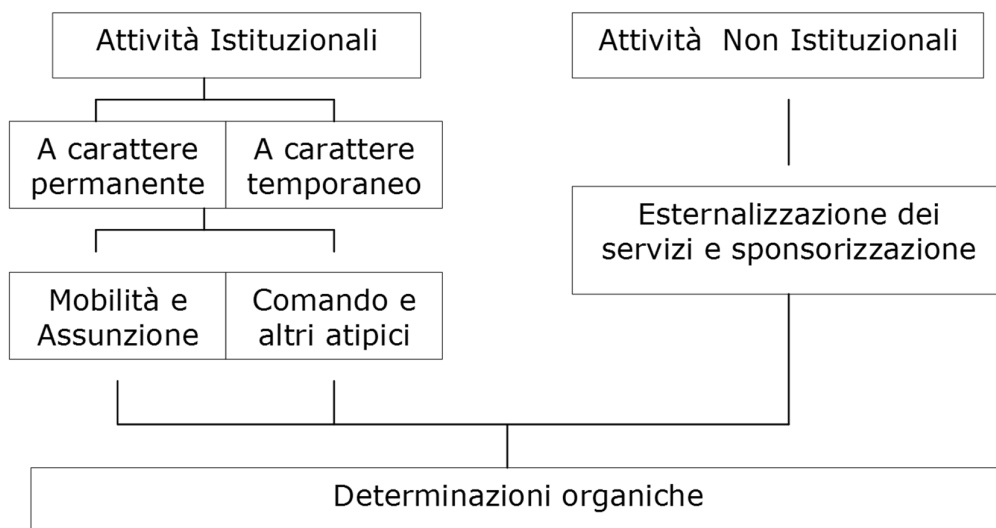 Attività Istituzionali
Attività Non Istituzionali
A carattere
permanente
A carattere
temporaneo
Esternalizzazione dei
servizi e sponsorizzazione
Mobilità e
Assunzione
Comando e
altri atipici
Determinazioni organiche